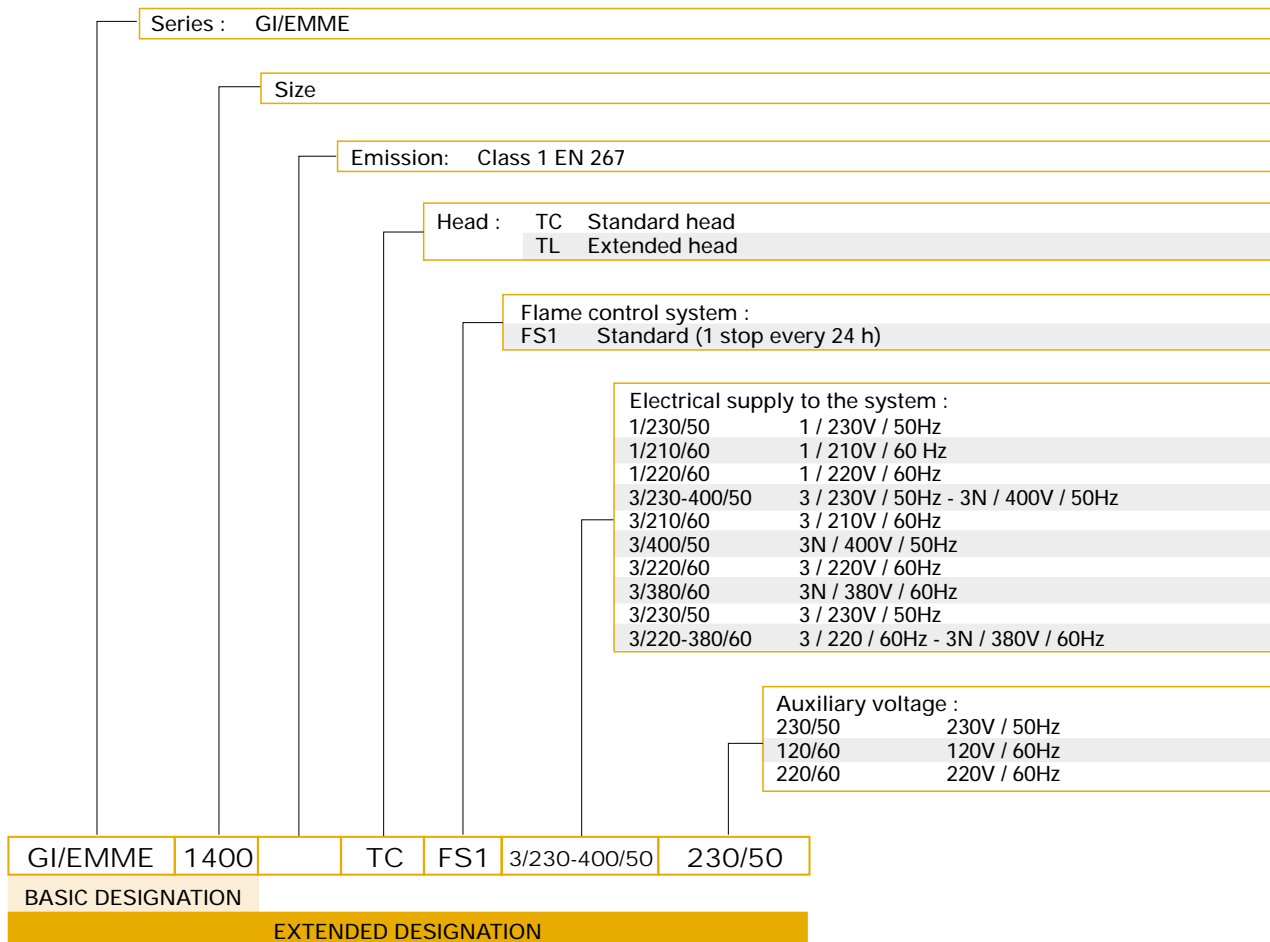 Series : GI/EMME
Size
Emission: Class 1 EN 267
Head : TC Standard head
TL Extended head
Flame control system :
FS1 Standard (1 stop every 24 h)
Electrical supply to the system :
1/230/50 1 / 230V / 50Hz
1/210/60 1 / 210V / 60 Hz
1/220/60 1 / 220V / 60Hz
3/230-400/50 3 / 230V / 50Hz - 3N / 400V / 50Hz
3/210/60 3 / 210V / 60Hz
3/400/50 3N / 400V / 50Hz
3/220/60 3 / 220V / 60Hz
3/380/60 3N / 380V / 60Hz
3/230/50 3 / 230V / 50Hz
3/220-380/60 3 / 220 / 60Hz - 3N / 380V / 60Hz
Auxiliary voltage :
230/50 230V / 50Hz
120/60 120V / 60Hz
220/60 220V / 60Hz
GI/EMME 1400 TC FS1 3/230-400/50 230/50
BASIC DESIGNATION
EXTENDED DESIGNATION